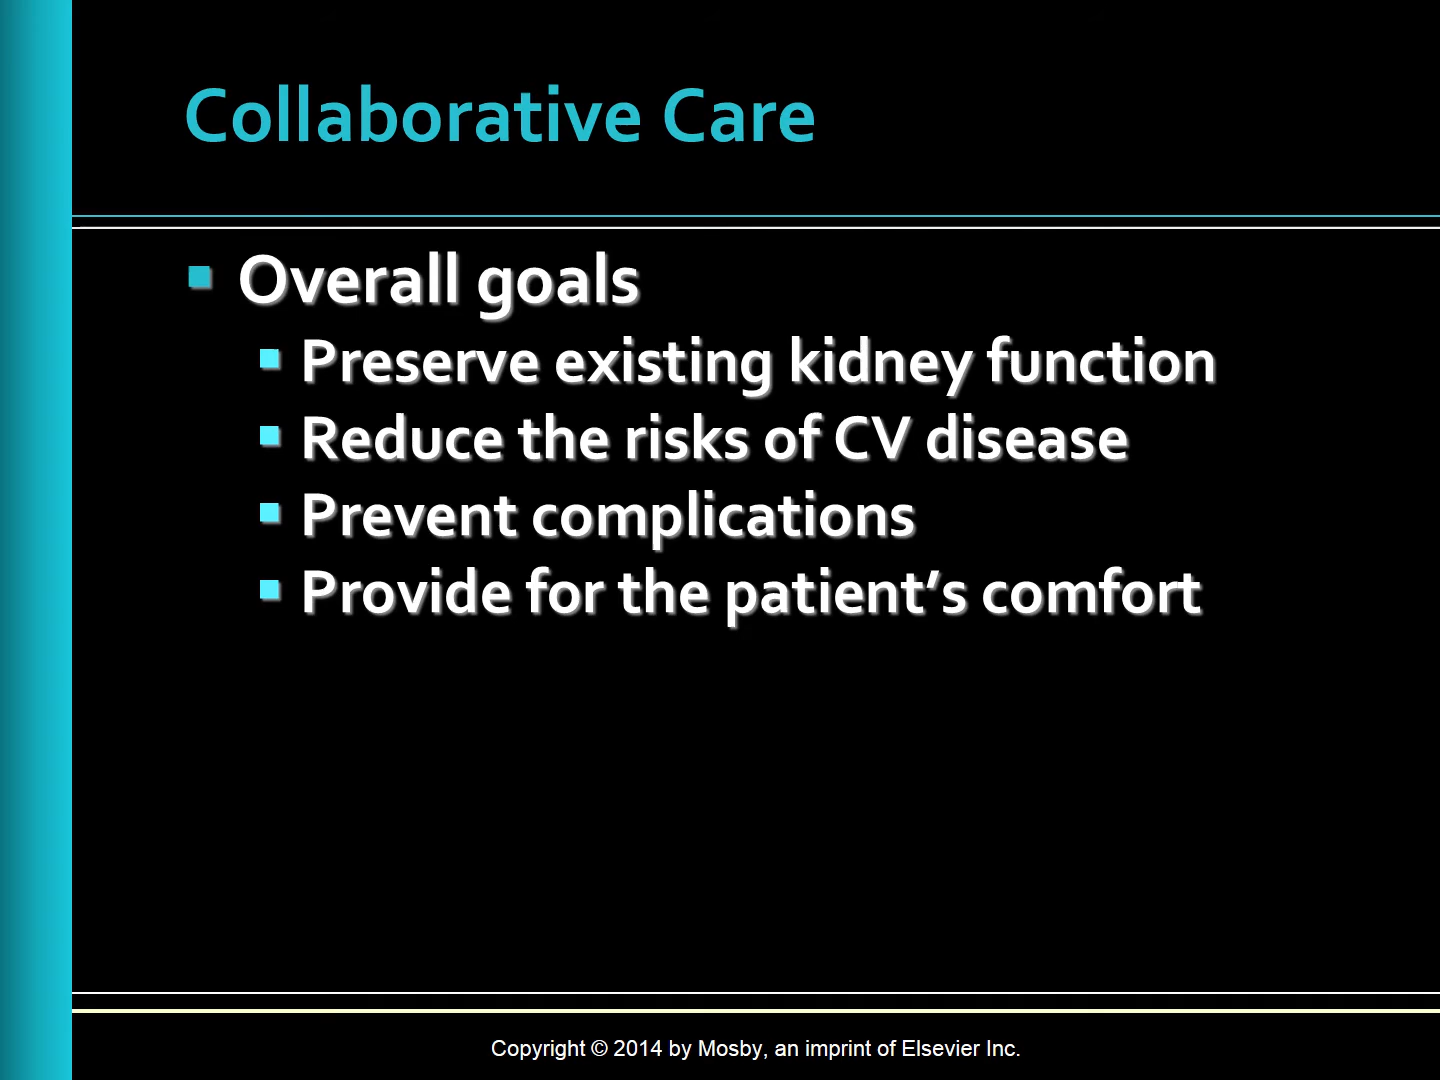 Collaborative Care
Overall goals
Preserve existing kidney function
Reduce the risks of CV disease
Prevent complications
Provide for the patient’s comfort
Copyright © 2014 by Mosby, an imprint of Elsevier Inc.